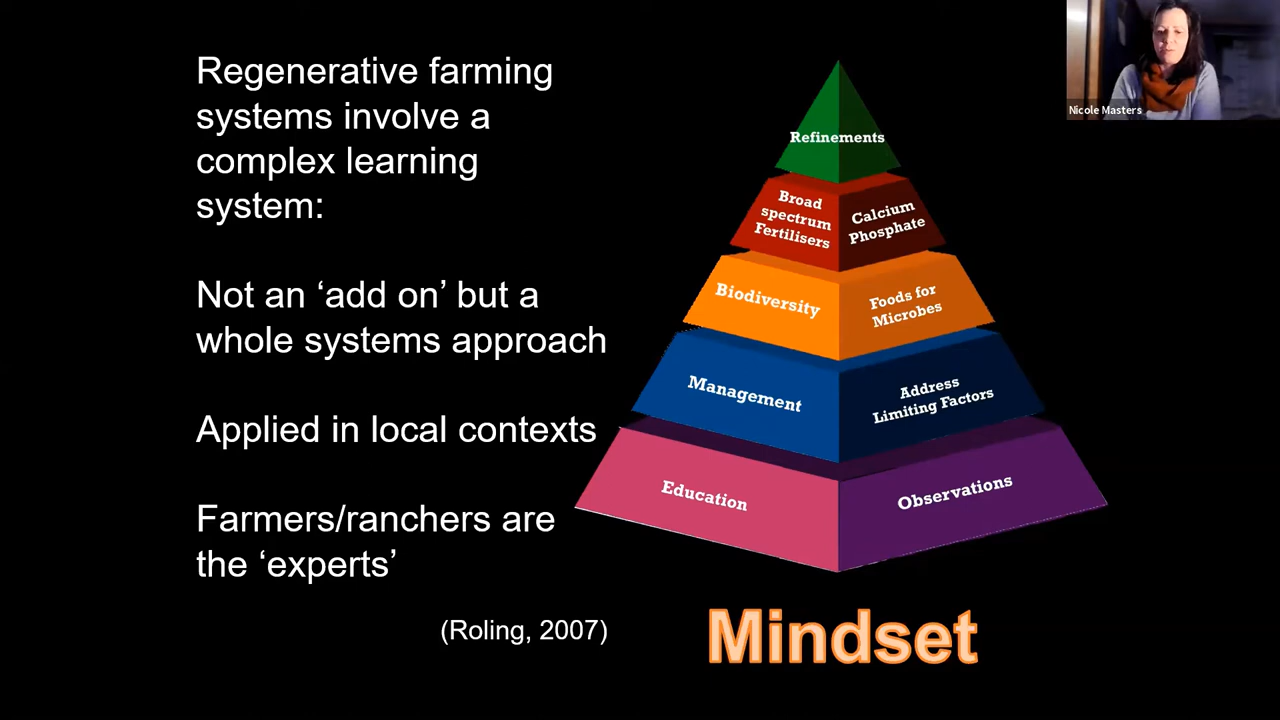 Regenerative farming
systems involve a
complex learning
system:
Not an ‘add on’ but a
whole systems approach
Applied in local contexts
Farmers/ranchers are
the ‘experts’
(Roling, 2007)
Refinements
Broad
spectrum
Fertilisers
Calcium
Phosphate
Biodiversity
Foods for
Microbes
Management
Address
Limiting Factors
Education
Observations
Mindset
Nicole Masters